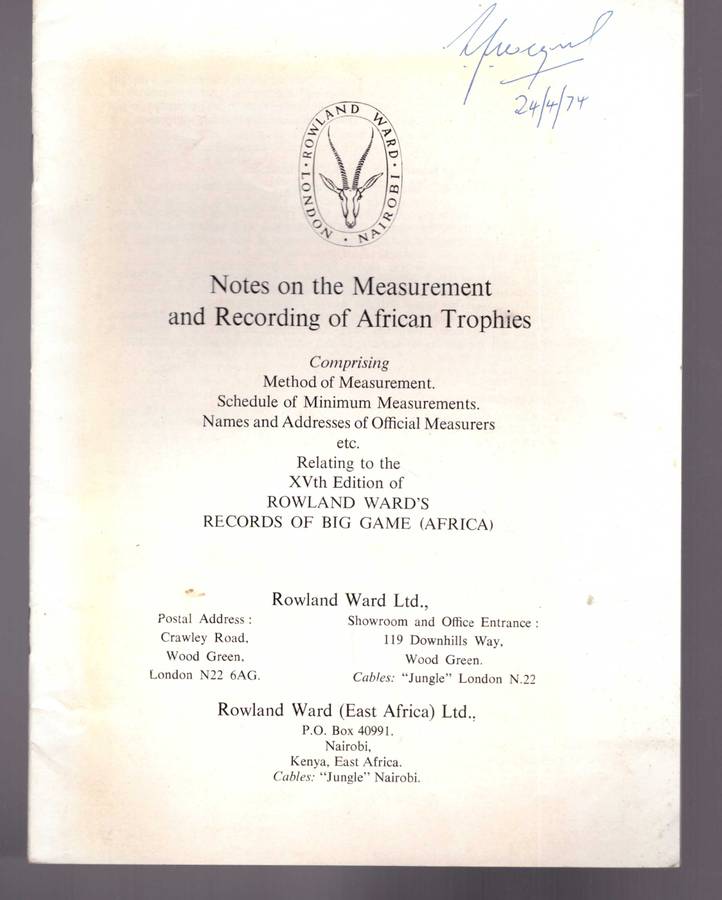 24/4/74
ROWLAND WARD · NAIROBI · LONDON ·
Notes on the Measurement
and Recording of African Trophies
Comprising
Method of Measurement.
Schedule of Minimum Measurements.
Names and Addresses of Official Measurers
etc.
Relating to the
XVth Edition of
ROWLAND WARD'S
RECORDS OF BIG GAME (AFRICA)
Rowland Ward Ltd.,
Postal Address :
Crawley Road,
Wood Green,
London N22 6AG.
Showroom and Office Entrance :
119 Downhills Way,
Wood Green.
Cables: "Jungle" London N.22
Rowland Ward (East Africa) Ltd.,
P.O. Box 40991.
Nairobi,
Kenya, East Africa.
Cables: "Jungle" Nairobi.